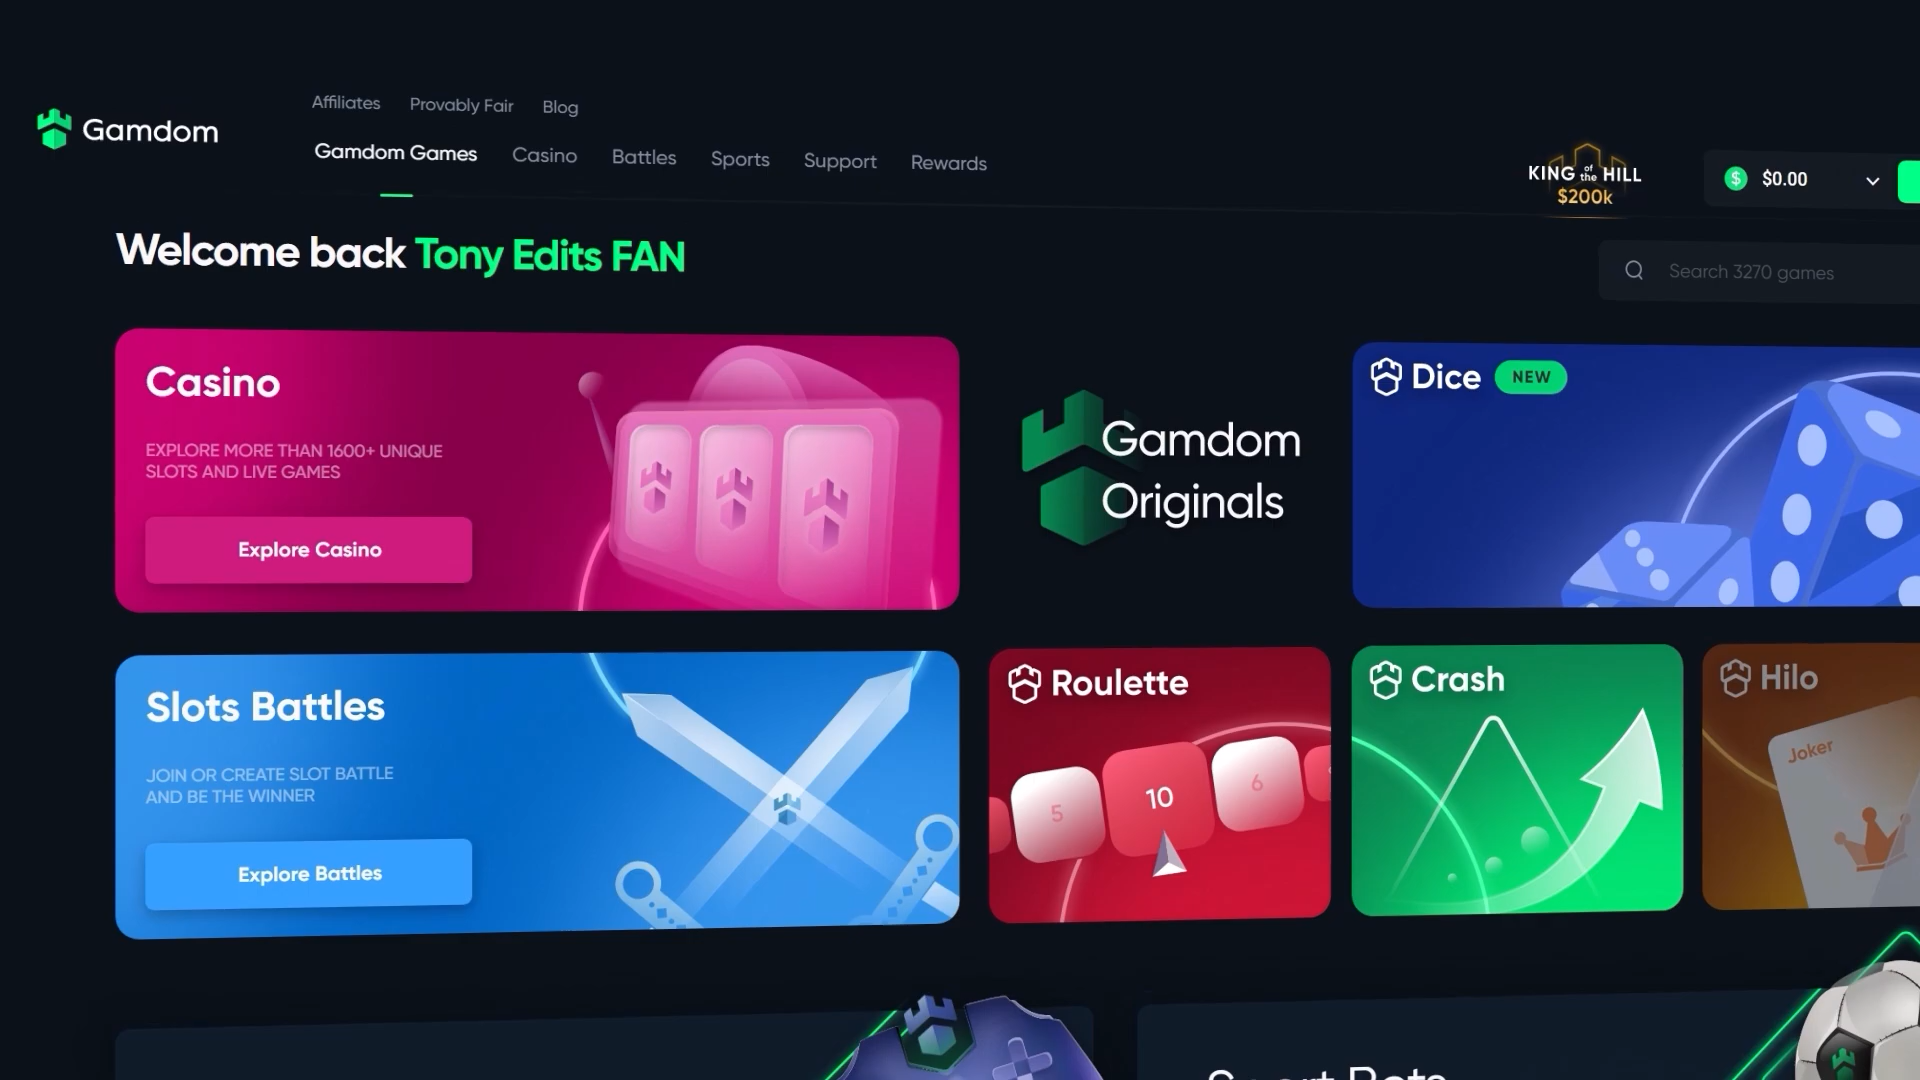 Affiliates Provably Fair Blog
Gamdom
Gamdom Games Casino Battles Sports Support Rewards
KING of the HILL
$200k
$ $0.00
Welcome back Tony Edits FAN
Search 3270 games
Casino
EXPLORE MORE THAN 1600+ UNIQUE
SLOTS AND LIVE GAMES
Explore Casino
Gamdom
Originals
Dice NEW
Slots Battles
JOIN OR CREATE SLOT BATTLE
AND BE THE WINNER
Explore Battles
Roulette
5 10 6
Crash
Hilo
Joker